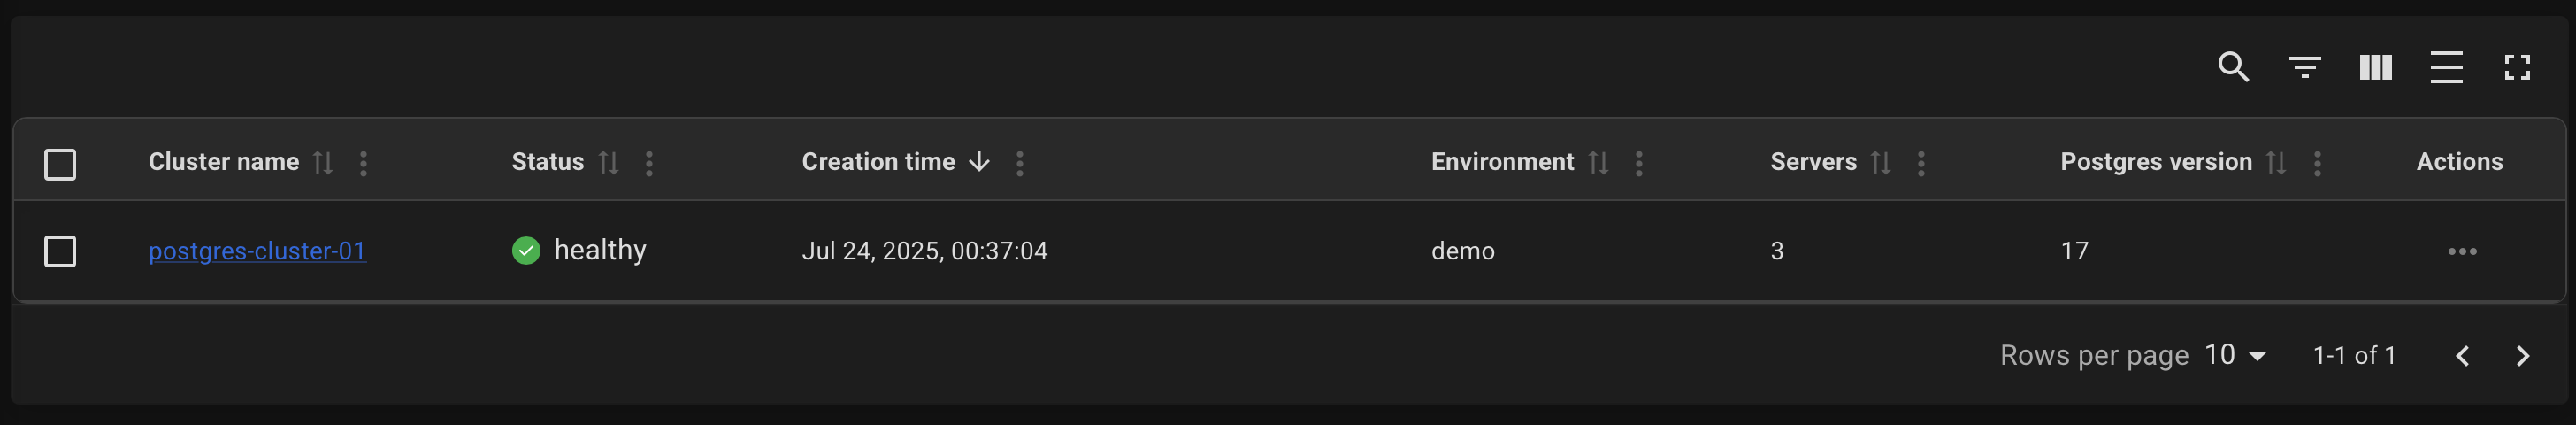 Cluster name Status Creation time Environment Servers Postgres version Actions
postgres-cluster-01 healthy Jul 24, 2025, 00:37:04 demo 3 17
Rows per page 10 1-1 of 1